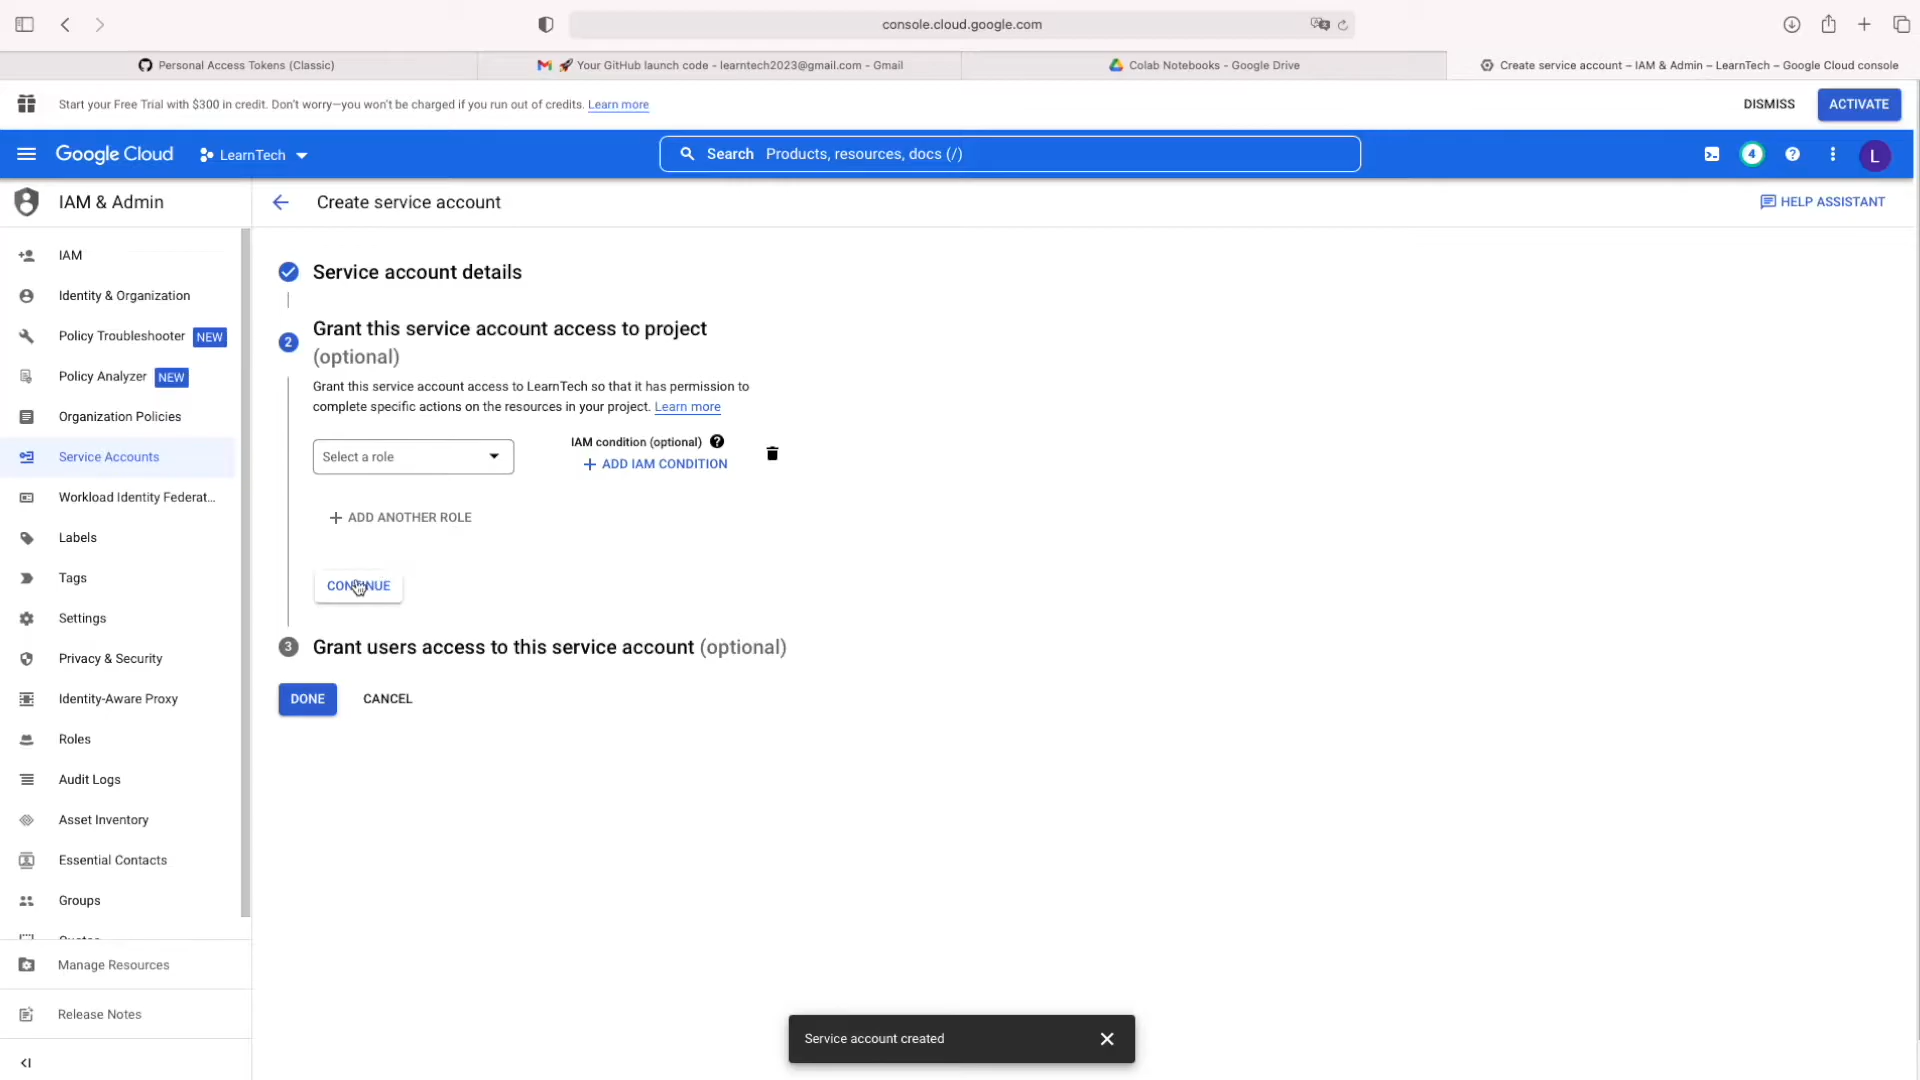 console.cloud.google.com
Personal Access Tokens (Classic)
🚀 Your GitHub launch code - learntech2023@gmail.com - Gmail
Colab Notebooks - Google Drive
Create service account – IAM & Admin – LearnTech – Google Cloud console
Start your Free Trial with $300 in credit. Don't worry—you won't be charged if you run out of credits. Learn more
DISMISS
ACTIVATE
Google Cloud
LearnTech
Search Products, resources, docs (/)
4
L
IAM & Admin
Create service account
HELP ASSISTANT
IAM
Identity & Organization
Policy Troubleshooter NEW
Policy Analyzer NEW
Organization Policies
Service Accounts
Workload Identity Federat...
Labels
Tags
Settings
Privacy & Security
Identity-Aware Proxy
Roles
Audit Logs
Asset Inventory
Essential Contacts
Groups
Manage Resources
Release Notes
Service account details
2
Grant this service account access to project
(optional)
Grant this service account access to LearnTech so that it has permission to
complete specific actions on the resources in your project. Learn more
Select a role
IAM condition (optional)
+ ADD IAM CONDITION
+ ADD ANOTHER ROLE
CONTINUE
3
Grant users access to this service account (optional)
DONE
CANCEL
Service account created